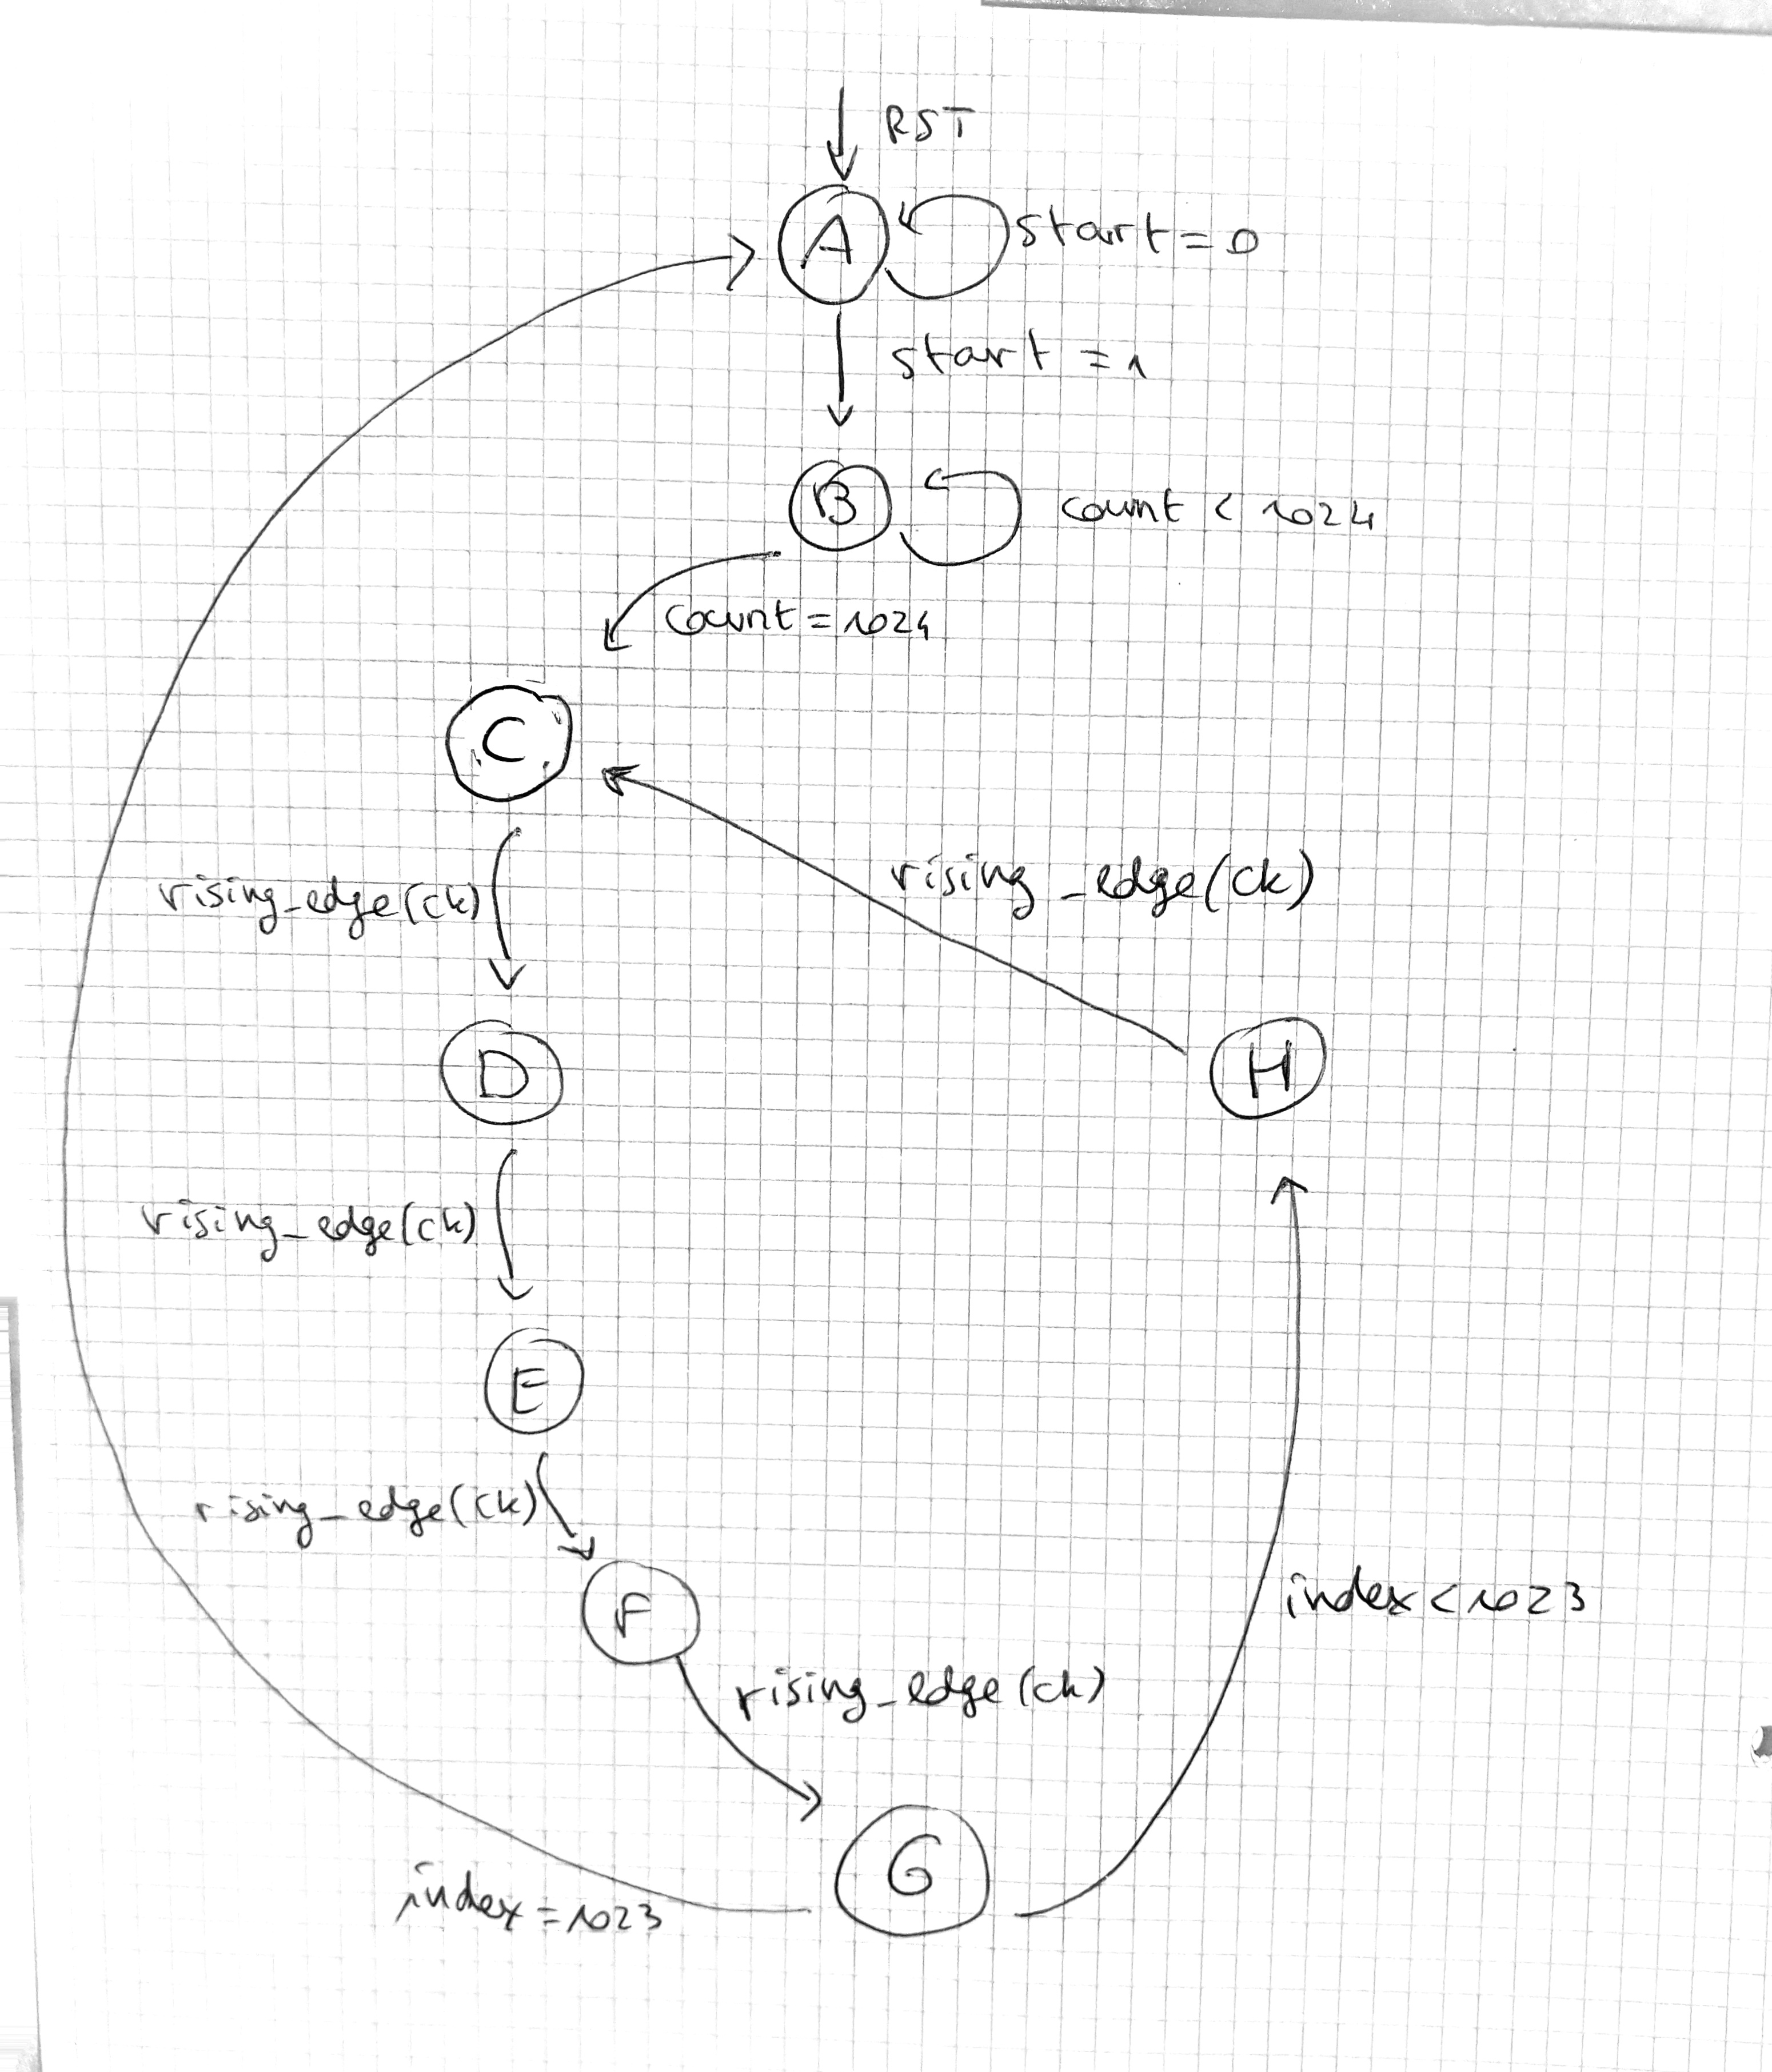 RST
A
start = 0
start = 1
B
count < 1024
count = 1024
C
rising_edge(ck)
rising_edge(ck)
D
H
rising_edge(ck)
E
rising_edge(ck)
F
index < 1023
rising_edge(ck)
G
index = 1023